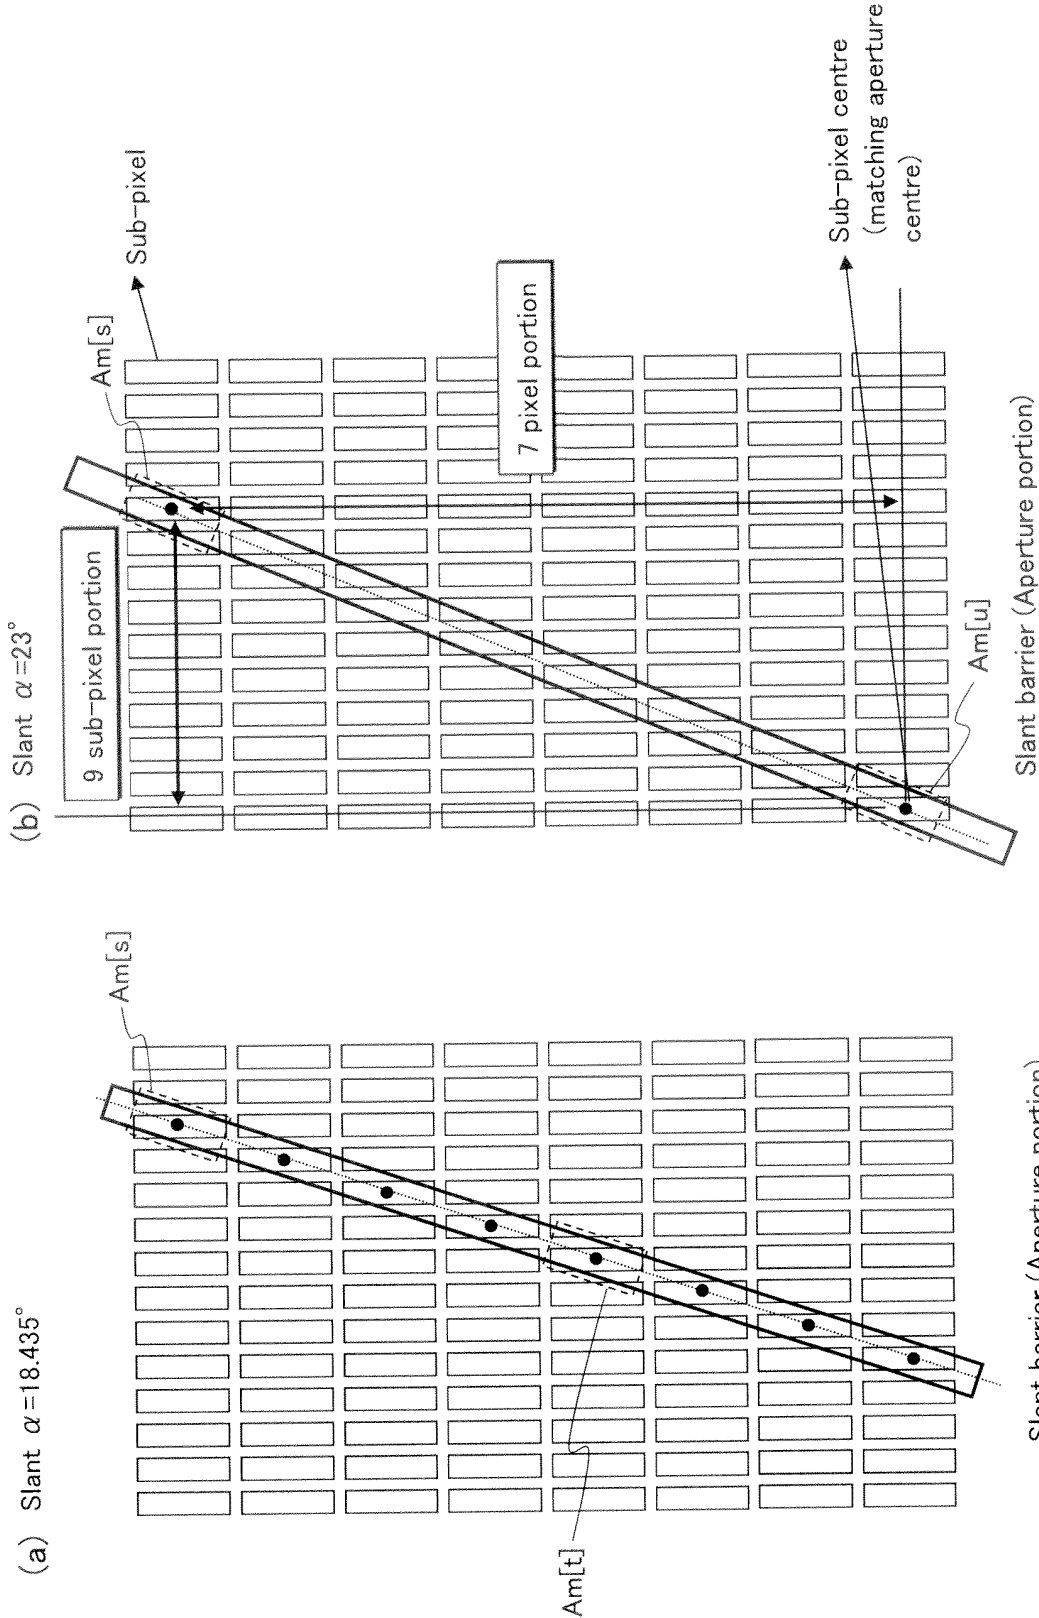 (a) Slant α=18.435°
Am[s]
Am[t]
Slant barrier (Aperture portion)
(b) Slant α=23°
9 sub-pixel portion
Am[s]
Sub-pixel
7 pixel portion
Sub-pixel centre
(matching aperture
centre)
Am[u]
Slant barrier (Aperture portion)